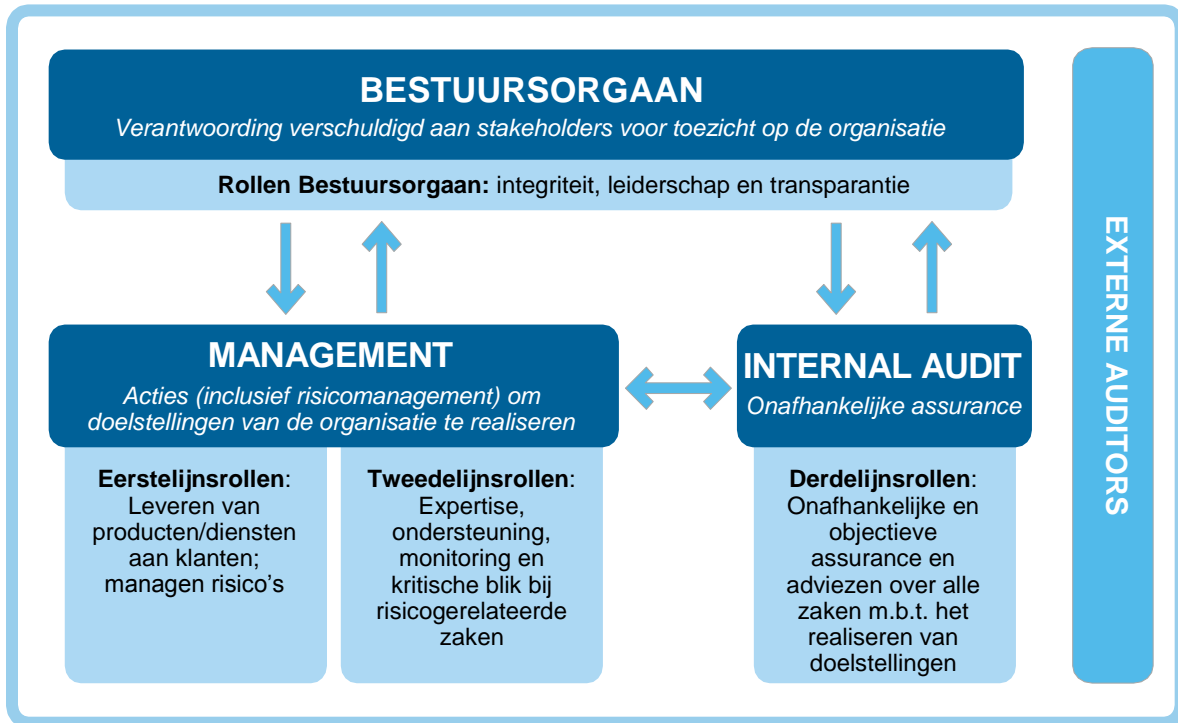 BESTUURSORGAAN
Verantwoording verschuldigd aan stakeholders voor toezicht op de organisatie
Rollen Bestuursorgaan: integriteit, leiderschap en transparantie
MANAGEMENT
Acties (inclusief risicomanagement) om
doelstellingen van de organisatie te realiseren
Eerstelijnsrollen:
Leveren van
producten/diensten
aan klanten;
managen risico’s
Tweedelijnsrollen:
Expertise,
ondersteuning,
monitoring en
kritische blik bij
risicogerelateerde
zaken
INTERNAL AUDIT
Onafhankelijke assurance
Derdelijnsrollen:
Onafhankelijke en
objectieve
assurance en
adviezen over alle
zaken m.b.t. het
realiseren van
doelstellingen
EXTERNE AUDITORS